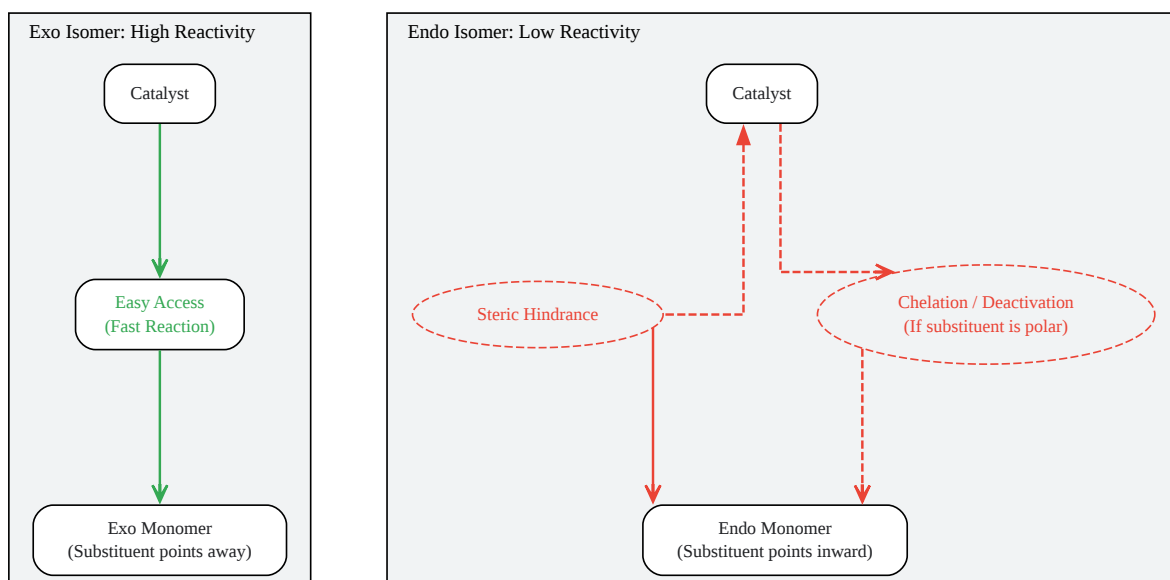 Exo Isomer: High Reactivity
Catalyst
Easy Access
(Fast Reaction)
Exo Monomer
(Substituent points away)
Endo Isomer: Low Reactivity
Catalyst
Steric Hindrance
Chelation / Deactivation
(If substituent is polar)
Endo Monomer
(Substituent points inward)